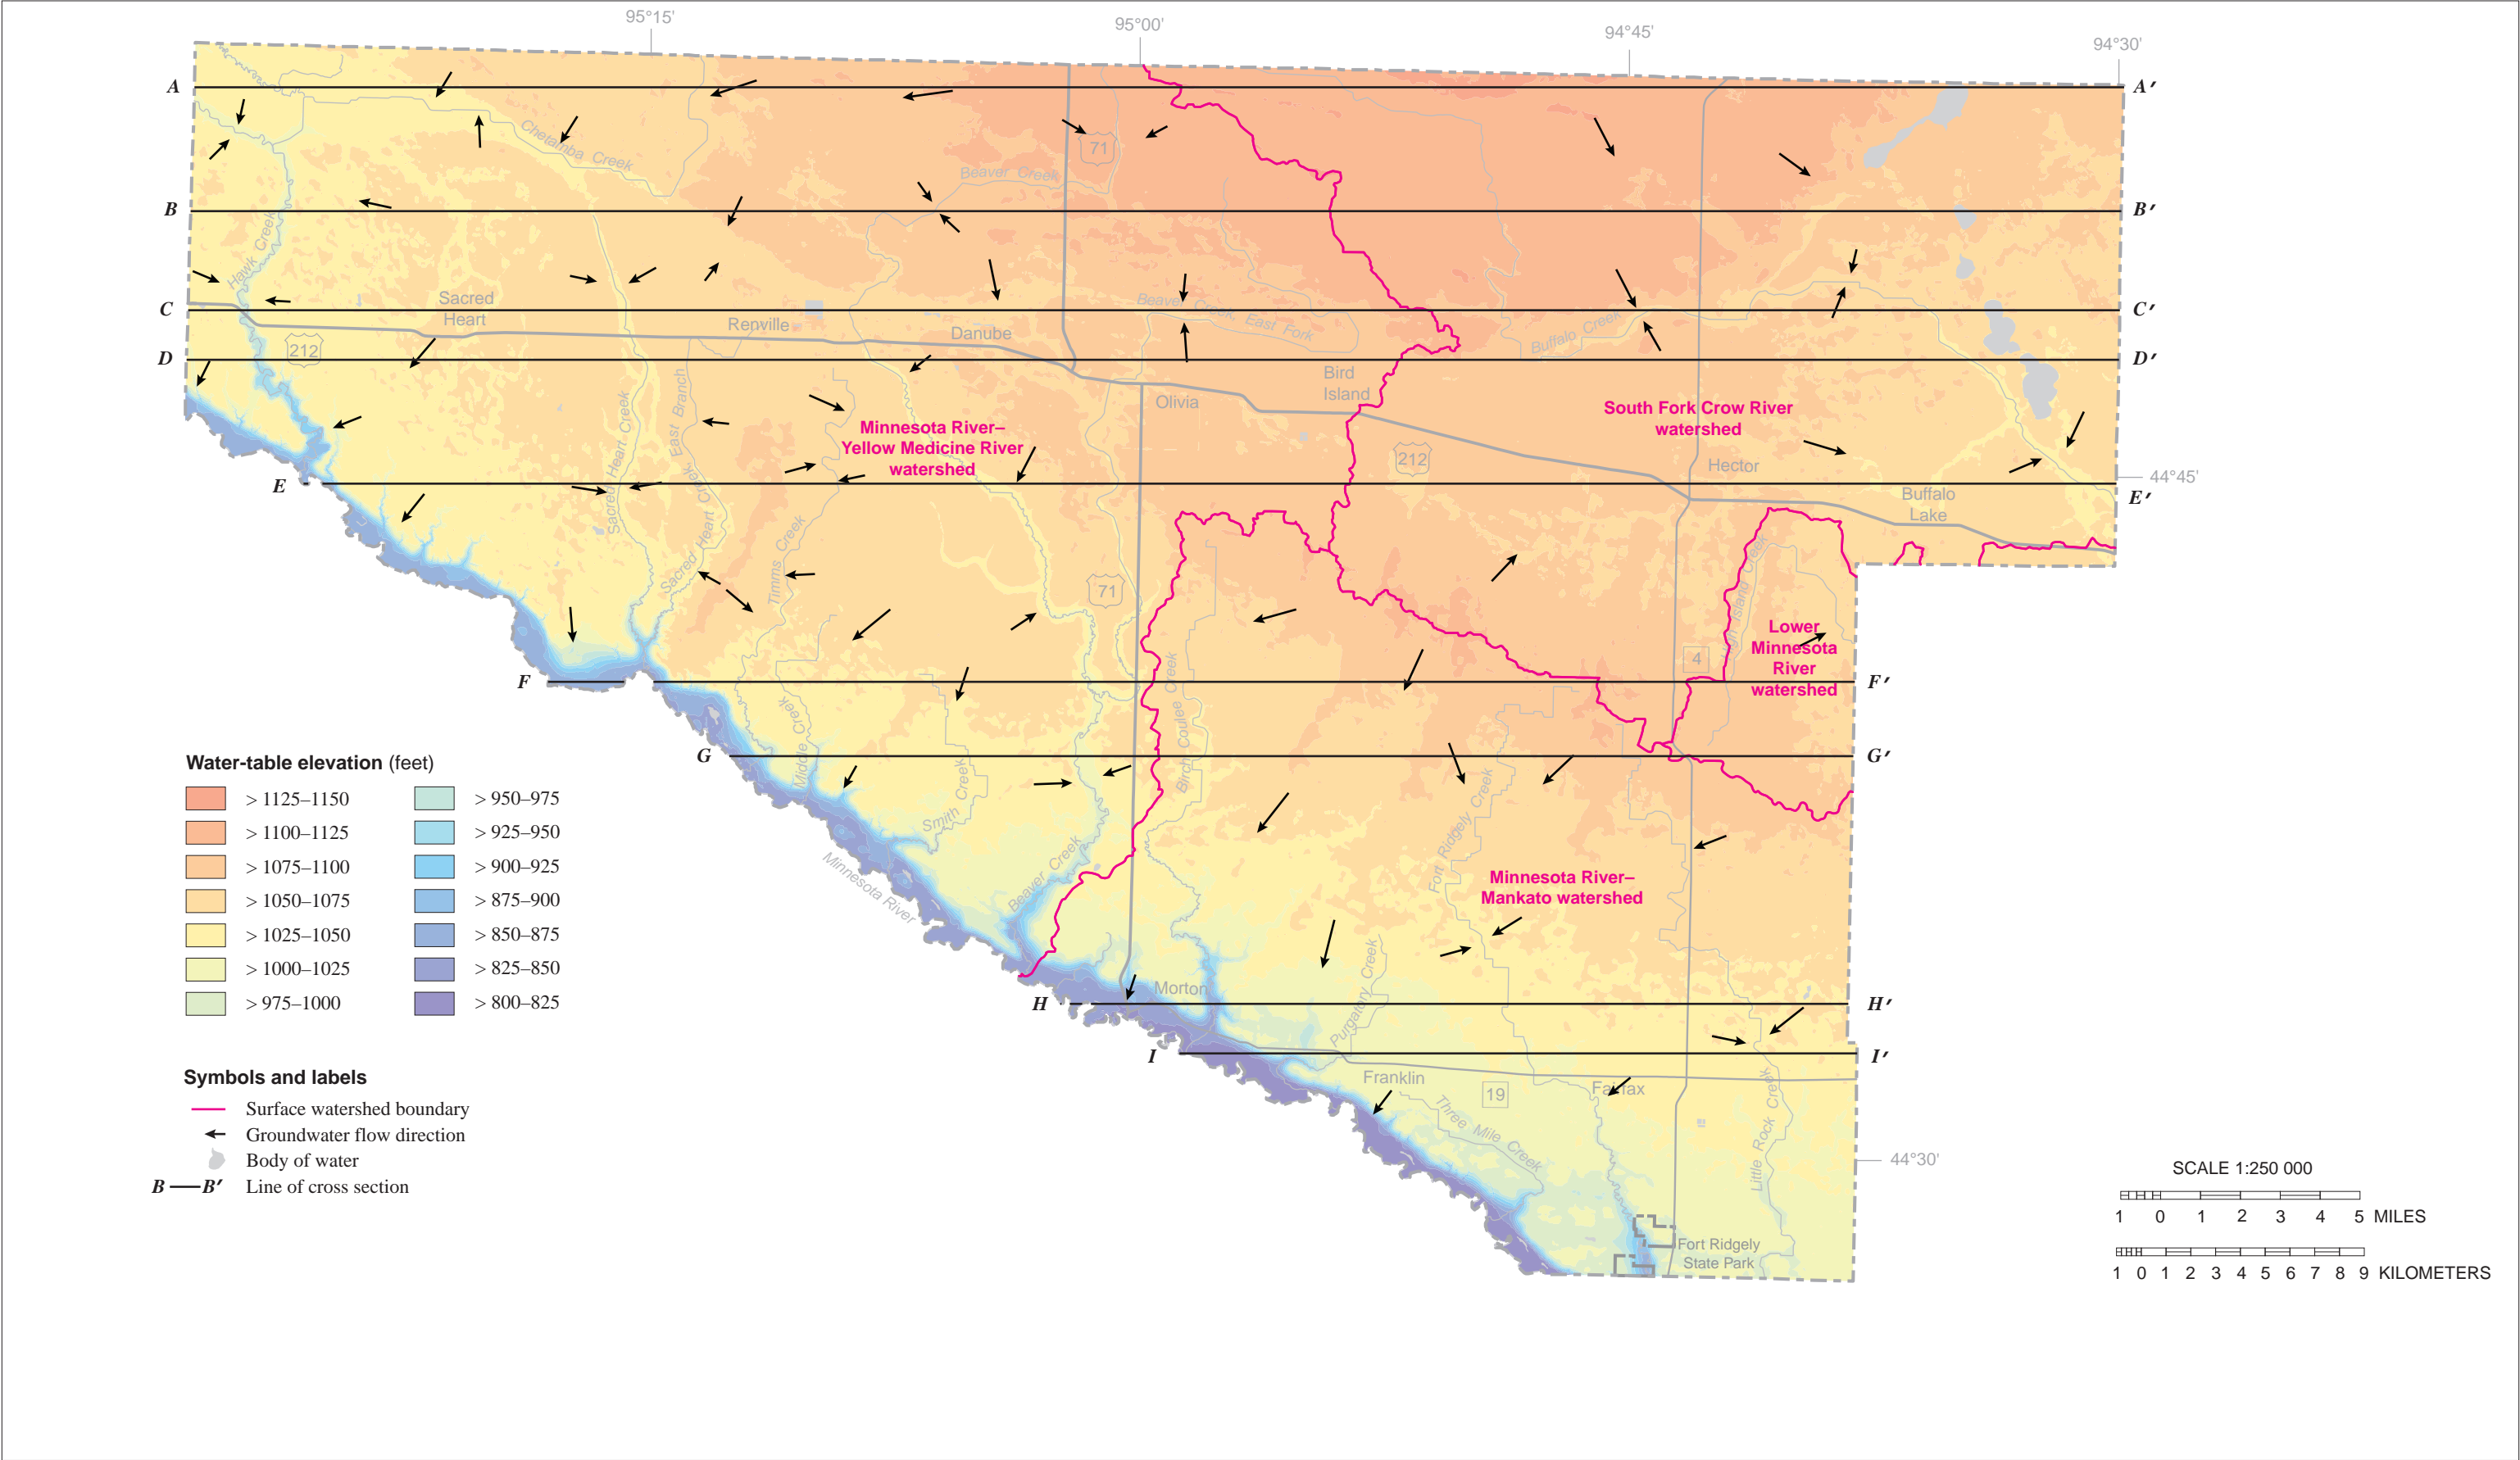 95°15'
95°00'
94°45'
94°30'
A
A′
Chetamba Creek
71
Beaver Creek
B
B′
Hawk Creek
Sacred
Heart
C
C′
Beaver Creek, East Fork
Renville
Danube
Buffalo Creek
212
D
D′
Bird
Island
Olivia
South Fork Crow River
watershed
Minnesota River–
Yellow Medicine River
watershed
212
Hector
44°45'
E
E′
Buffalo
Lake
Sacred Heart Creek
East Branch
Sacred Heart Creek
Timms Creek
71
High Island Creek
Lower
Minnesota
River
watershed
4
F
F′
Birch Coulee Creek
Middle Creek
G
G′
Smith Creek
Fort Ridgely Creek
Beaver Creek
Minnesota River
Minnesota River–
Mankato watershed
Purgatory Creek
Morton
H
H′
I
I′
Franklin
19
Fairfax
Three Mile Creek
Little Rock Creek
44°30'
Fort Ridgely
State Park
Water-table elevation (feet)
> 1125–1150
> 1100–1125
> 1075–1100
> 1050–1075
> 1025–1050
> 1000–1025
> 975–1000
> 950–975
> 925–950
> 900–925
> 875–900
> 850–875
> 825–850
> 800–825
Symbols and labels
Surface watershed boundary
Groundwater flow direction
Body of water
B B′ Line of cross section
SCALE 1:250 000
1 0 1 2 3 4 5 MILES
1 0 1 2 3 4 5 6 7 8 9 KILOMETERS